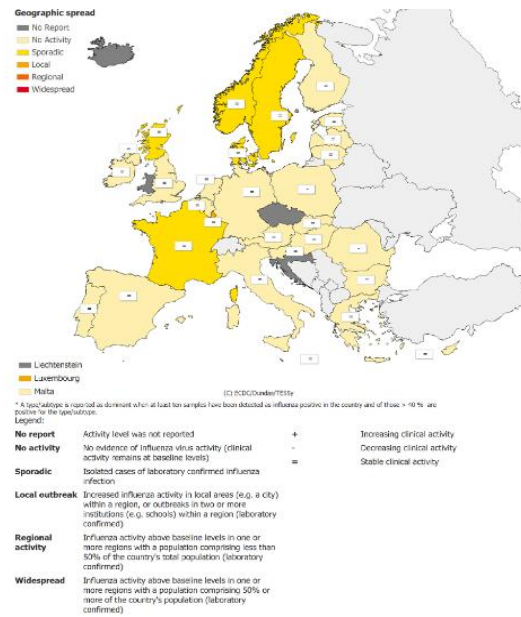 Geographic spread
No Report
No Activity
Sporadic
Local
Regional
Widespread
Liechtenstein
Luxembourg
Malta
(C) ECDC/Dundas/TESSy
* A type/subtype is reported as dominant when at least ten samples have been detected as influenza positive in the country and of those > 40 % are
positive for the type/subtype.
Legend:
No report Activity level was not reported + Increasing clinical activity
No activity No evidence of influenza virus activity (clinical - Decreasing clinical activity
activity remains at baseline levels) = Stable clinical activity
Sporadic Isolated cases of laboratory confirmed influenza
infection
Local outbreak Increased influenza activity in local areas (e.g. a city)
within a region, or outbreaks in two or more
institutions (e.g. schools) within a region (laboratory
confirmed)
Regional Influenza activity above baseline levels in one or
activity more regions with a population comprising less than
50% of the country's total population (laboratory
confirmed)
Widespread Influenza activity above baseline levels in one or
more regions with a population comprising 50% or
more of the country's population (laboratory
confirmed)